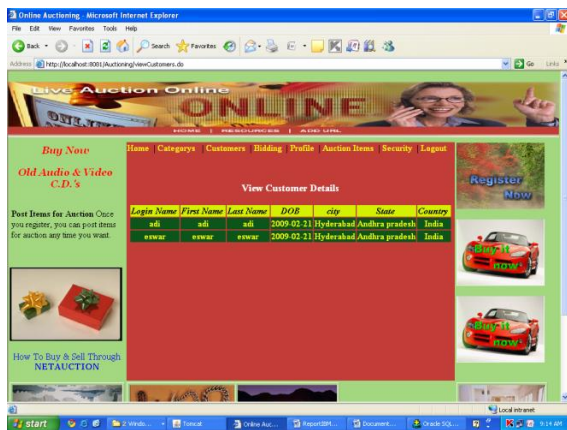 Online Auctioning - Microsoft Internet Explorer
File Edit View Favorites Tools Help
Back Search Favorites
Address http://localhost:8081/Auctioning/viewCustomers.do Go Links
Live Auction Online
ONLINE
HOME | RESOURCES | ADD URL
Buy Now
Old Audio & Video
C.D.'s
Post Items for Auction Once
you register, you can post items
for auction any time you want.
How To Buy & Sell Through
NETAUCTION
Home |Categorys |Customers |Bidding |Profile |Auction Items |Security |Logout
View Customer Details
Login Name First Name Last Name DOB city State Country
adi adi adi 2009-02-21 Hyderabad Andhra pradesh India
eswar eswar eswar 2009-02-21 Hyderabad Andhra pradesh India
Register
Now
Buy it
now
Buy it
now
Local intranet
start 2 Windo... Tomcat Online Auc... ReportIBM... Document... Oracle SQL... 9:14 AM